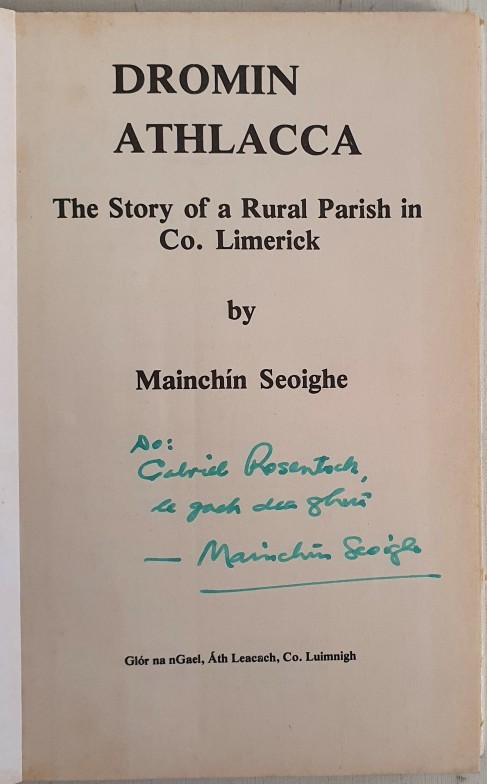 DROMIN
ATHLACCA
The Story of a Rural Parish in
Co. Limerick
by
Mainchín Seoighe
Do:
Gabriel Rosenstock,
le gach dea ghuí
— Mainchín Seoighe
Glór na nGael, Áth Leacach, Co. Luimnigh